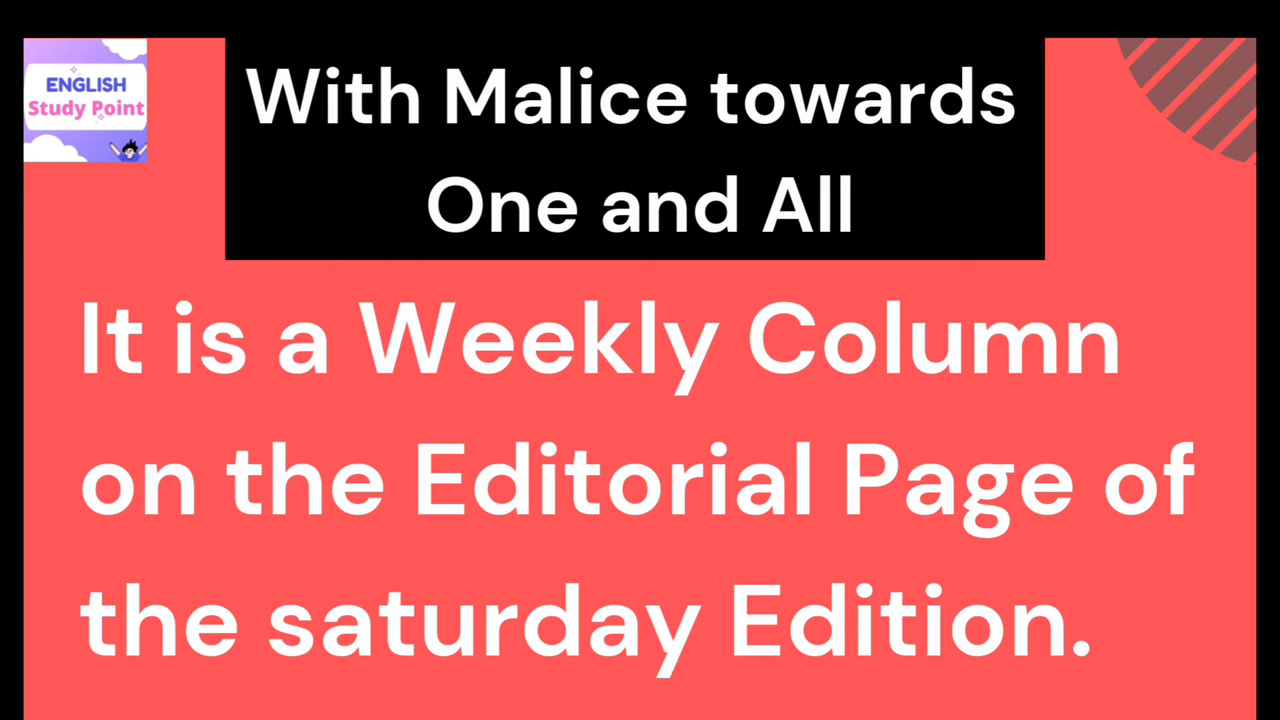 ENGLISH
Study Point
With Malice towards
One and All
It is a Weekly Column
on the Editorial Page of
the saturday Edition.